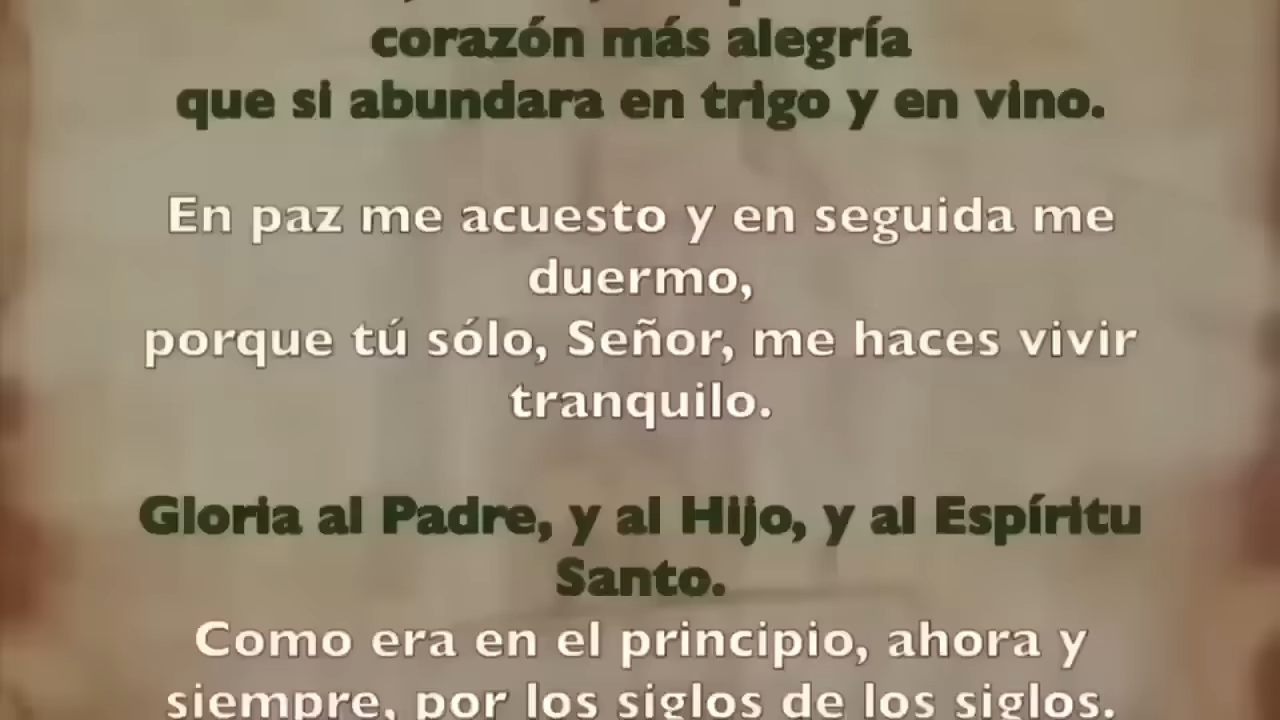 corazón más alegría
que si abundara en trigo y en vino.
En paz me acuesto y en seguida me
duermo,
porque tú sólo, Señor, me haces vivir
tranquilo.
Gloria al Padre, y al Hijo, y al Espíritu
Santo.
Como era en el principio, ahora y
siempre, por los siglos de los siglos.